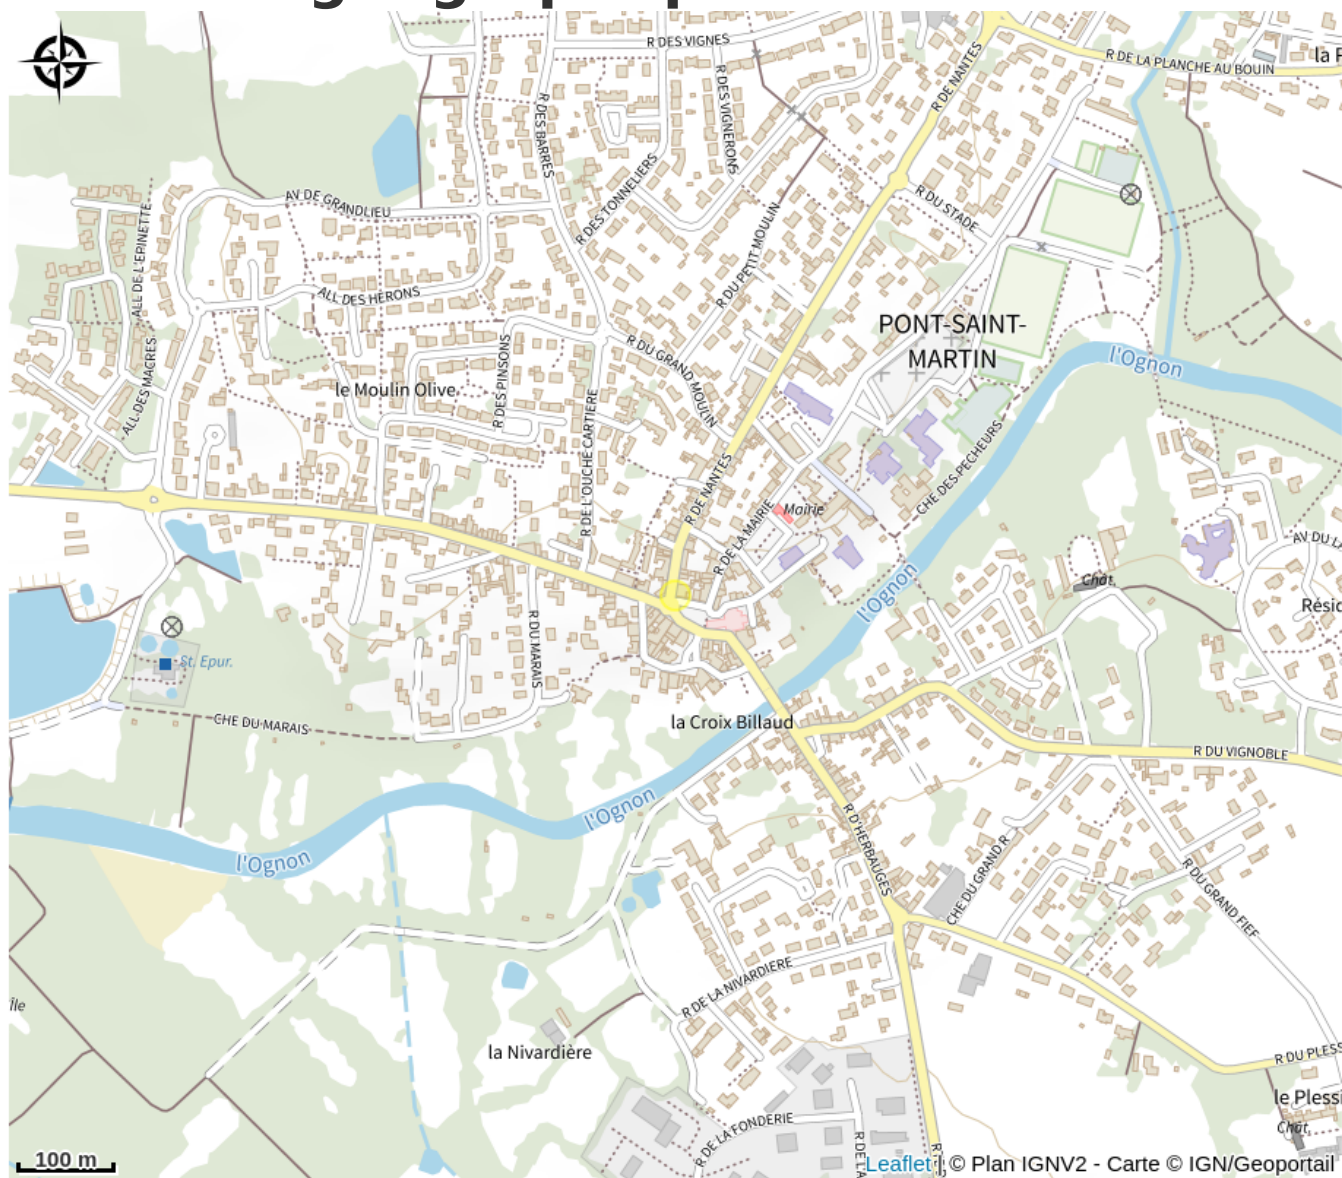 R DES VIGNES
R DE LA PLANCHE AU BOUIN
R DE NANTES
R DES BARRES
R DES VIGNERONS
R DES TONNELIERS
AV DE GRANDLIEU
ALL DE L'EPINETTE
R DU STADE
R DU PETIT MOULIN
ALL DES HERONS
PONT-SAINT-
MARTIN
l'Ognon
R DU GRAND MOULIN
ALL DES MACRES
le Moulin Olive
R DES PINSONS
R DE L'OUCHE CARTIERE
CHE DES PECHEURS
R DE NANTES
R DE LA MAIRIE
Mairie
AV DU L
l'Ognon
Chât.
Résid
R DU MARAIS
St. Epur.
CHE DU MARAIS
la Croix Billaud
R DU VIGNOBLE
l'Ognon
l'Ognon
R D'HERBAUGES
CHE DU GRAND R
R DU GRAND FIEF
R DE LA NIVARDIERE
île
la Nivardière
R DU PLESS
le Plessi
Chât.
R DE LA FONDERIE
R DE LA
100 m
Leaflet | © Plan IGNV2 - Carte © IGN/Geoportail